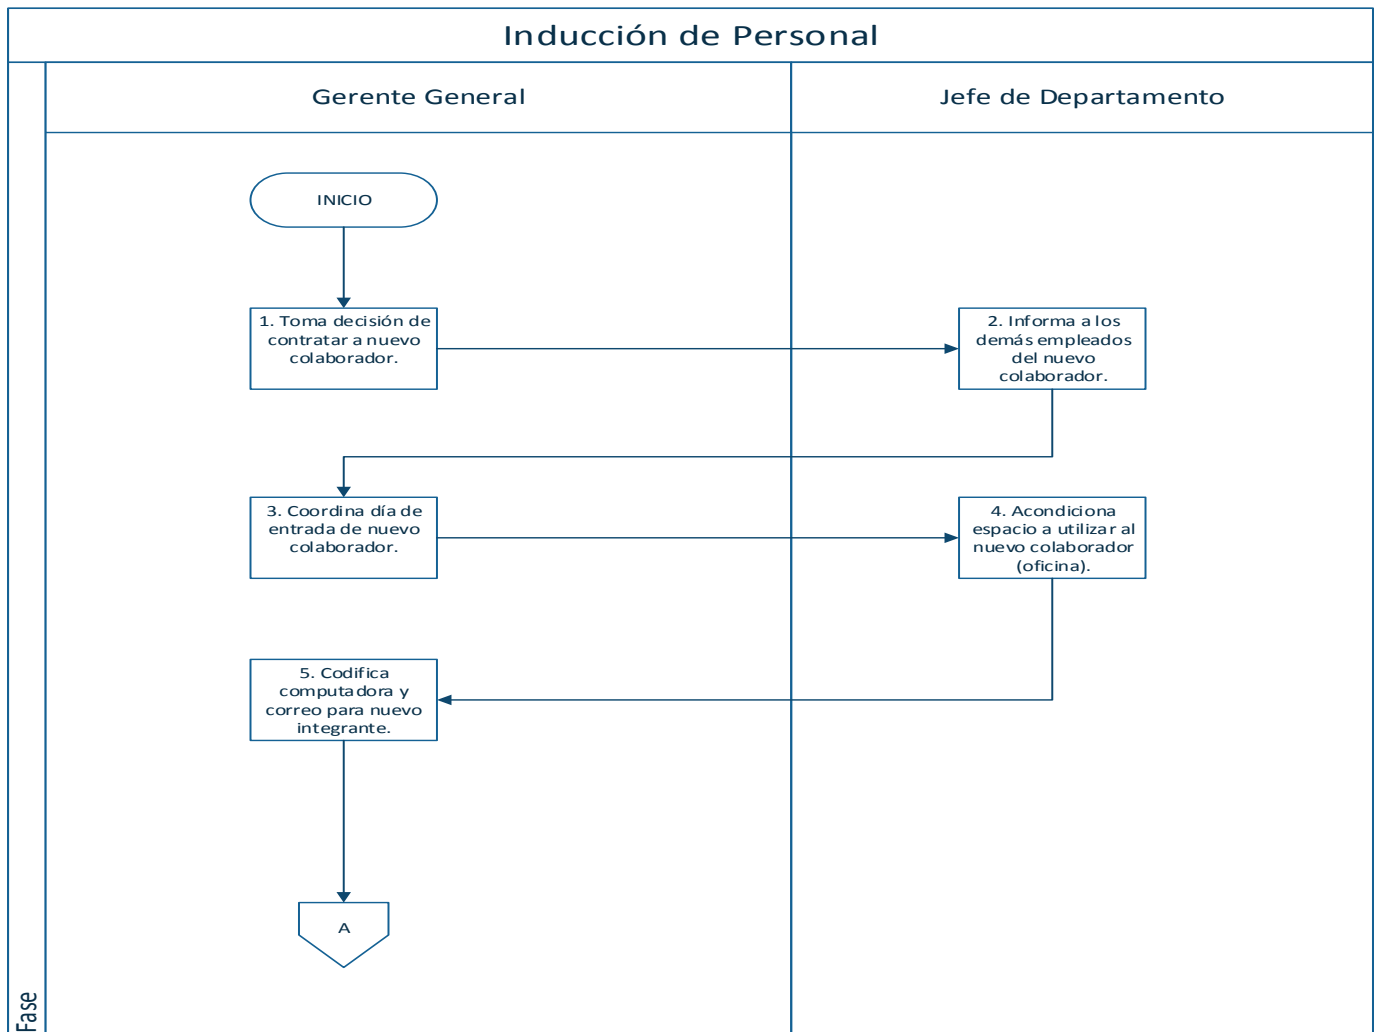 Inducción de Personal
Gerente General
Jefe de Departamento
INICIO
1. Toma decisión de
contratar a nuevo
colaborador.
2. Informa a los
demás empleados
del nuevo
colaborador.
3. Coordina día de
entrada de nuevo
colaborador.
4. Acondiciona
espacio a utilizar al
nuevo colaborador
(oficina).
5. Codifica
computadora y
correo para nuevo
integrante.
A
Fase